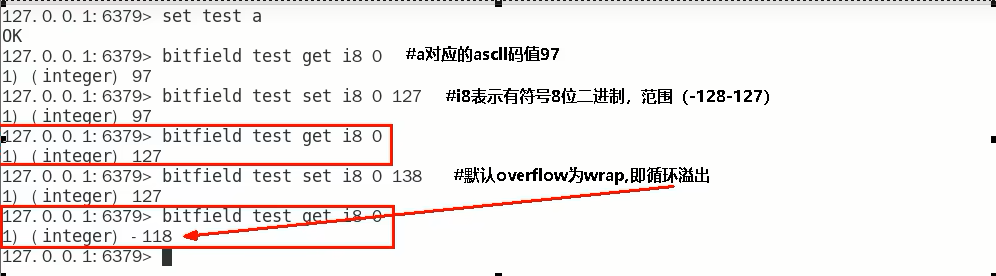 127.0.0.1:6379> set test a
OK
127.0.0.1:6379> bitfield test get i8 0 #a对应的ascll码值97
1) (integer) 97
127.0.0.1:6379> bitfield test set i8 0 127 #i8表示有符号8位二进制，范围（-128-127）
1) (integer) 97
127.0.0.1:6379> bitfield test get i8 0
1) (integer) 127
127.0.0.1:6379> bitfield test set i8 0 138 #默认overflow为wrap,即循环溢出
1) (integer) 127
127.0.0.1:6379> bitfield test get i8 0
1) (integer) -118
127.0.0.1:6379>